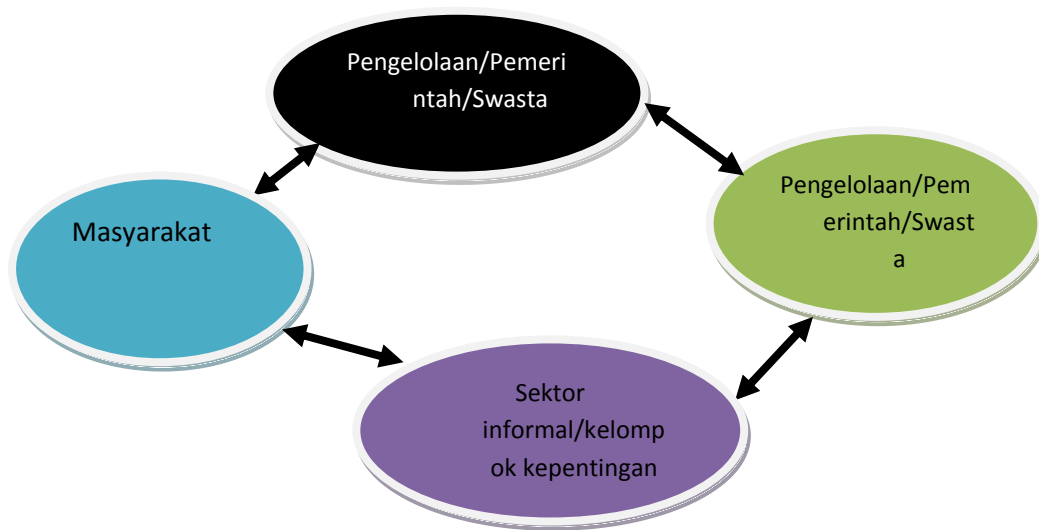 Pengelolaan/Pemeri
ntah/Swasta
Masyarakat
Pengelolaan/Pem
erintah/Swast
a
Sektor
informal/kelomp
ok kepentingan